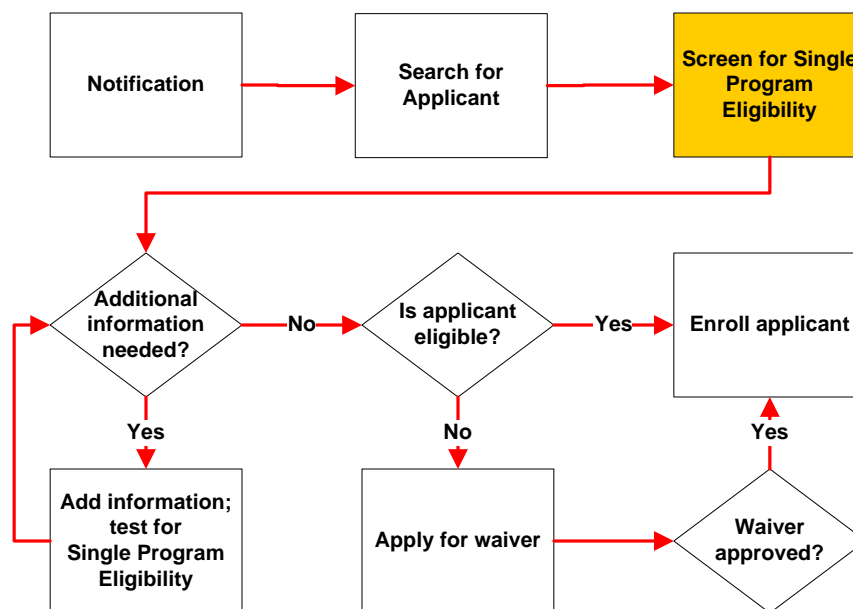 Notification
Search for
Applicant
Screen for Single
Program
Eligibility
Additional
information
needed?
No
Is applicant
eligible?
Yes
Enroll applicant
Yes
No
Yes
Add information;
test for
Single Program
Eligibility
Apply for waiver
Waiver
approved?